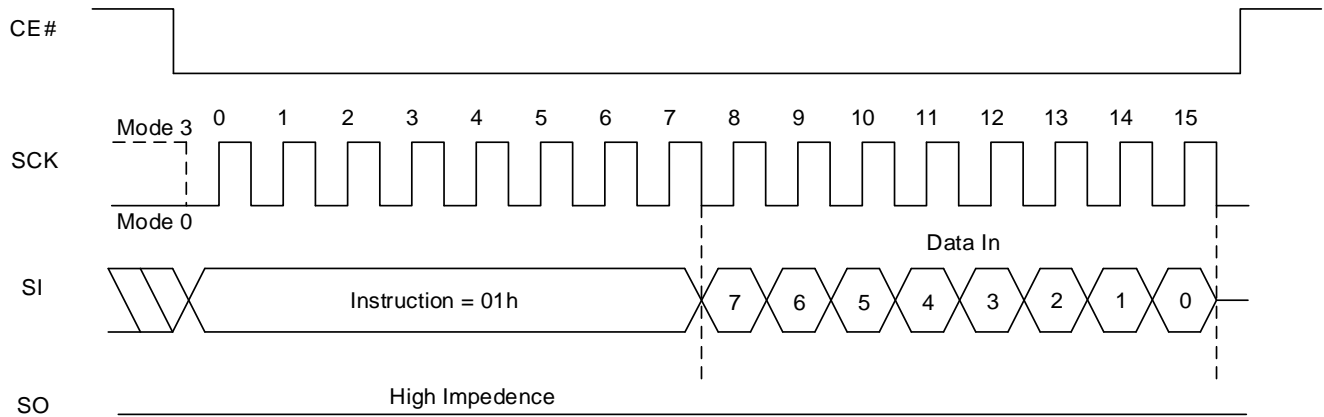 CE#
0 1 2 3 4 5 6 7 8 9 10 11 12 13 14 15
Mode 3
SCK
Mode 0
Data In
SI
Instruction = 01h
7 6 5 4 3 2 1 0
High Impedence
SO